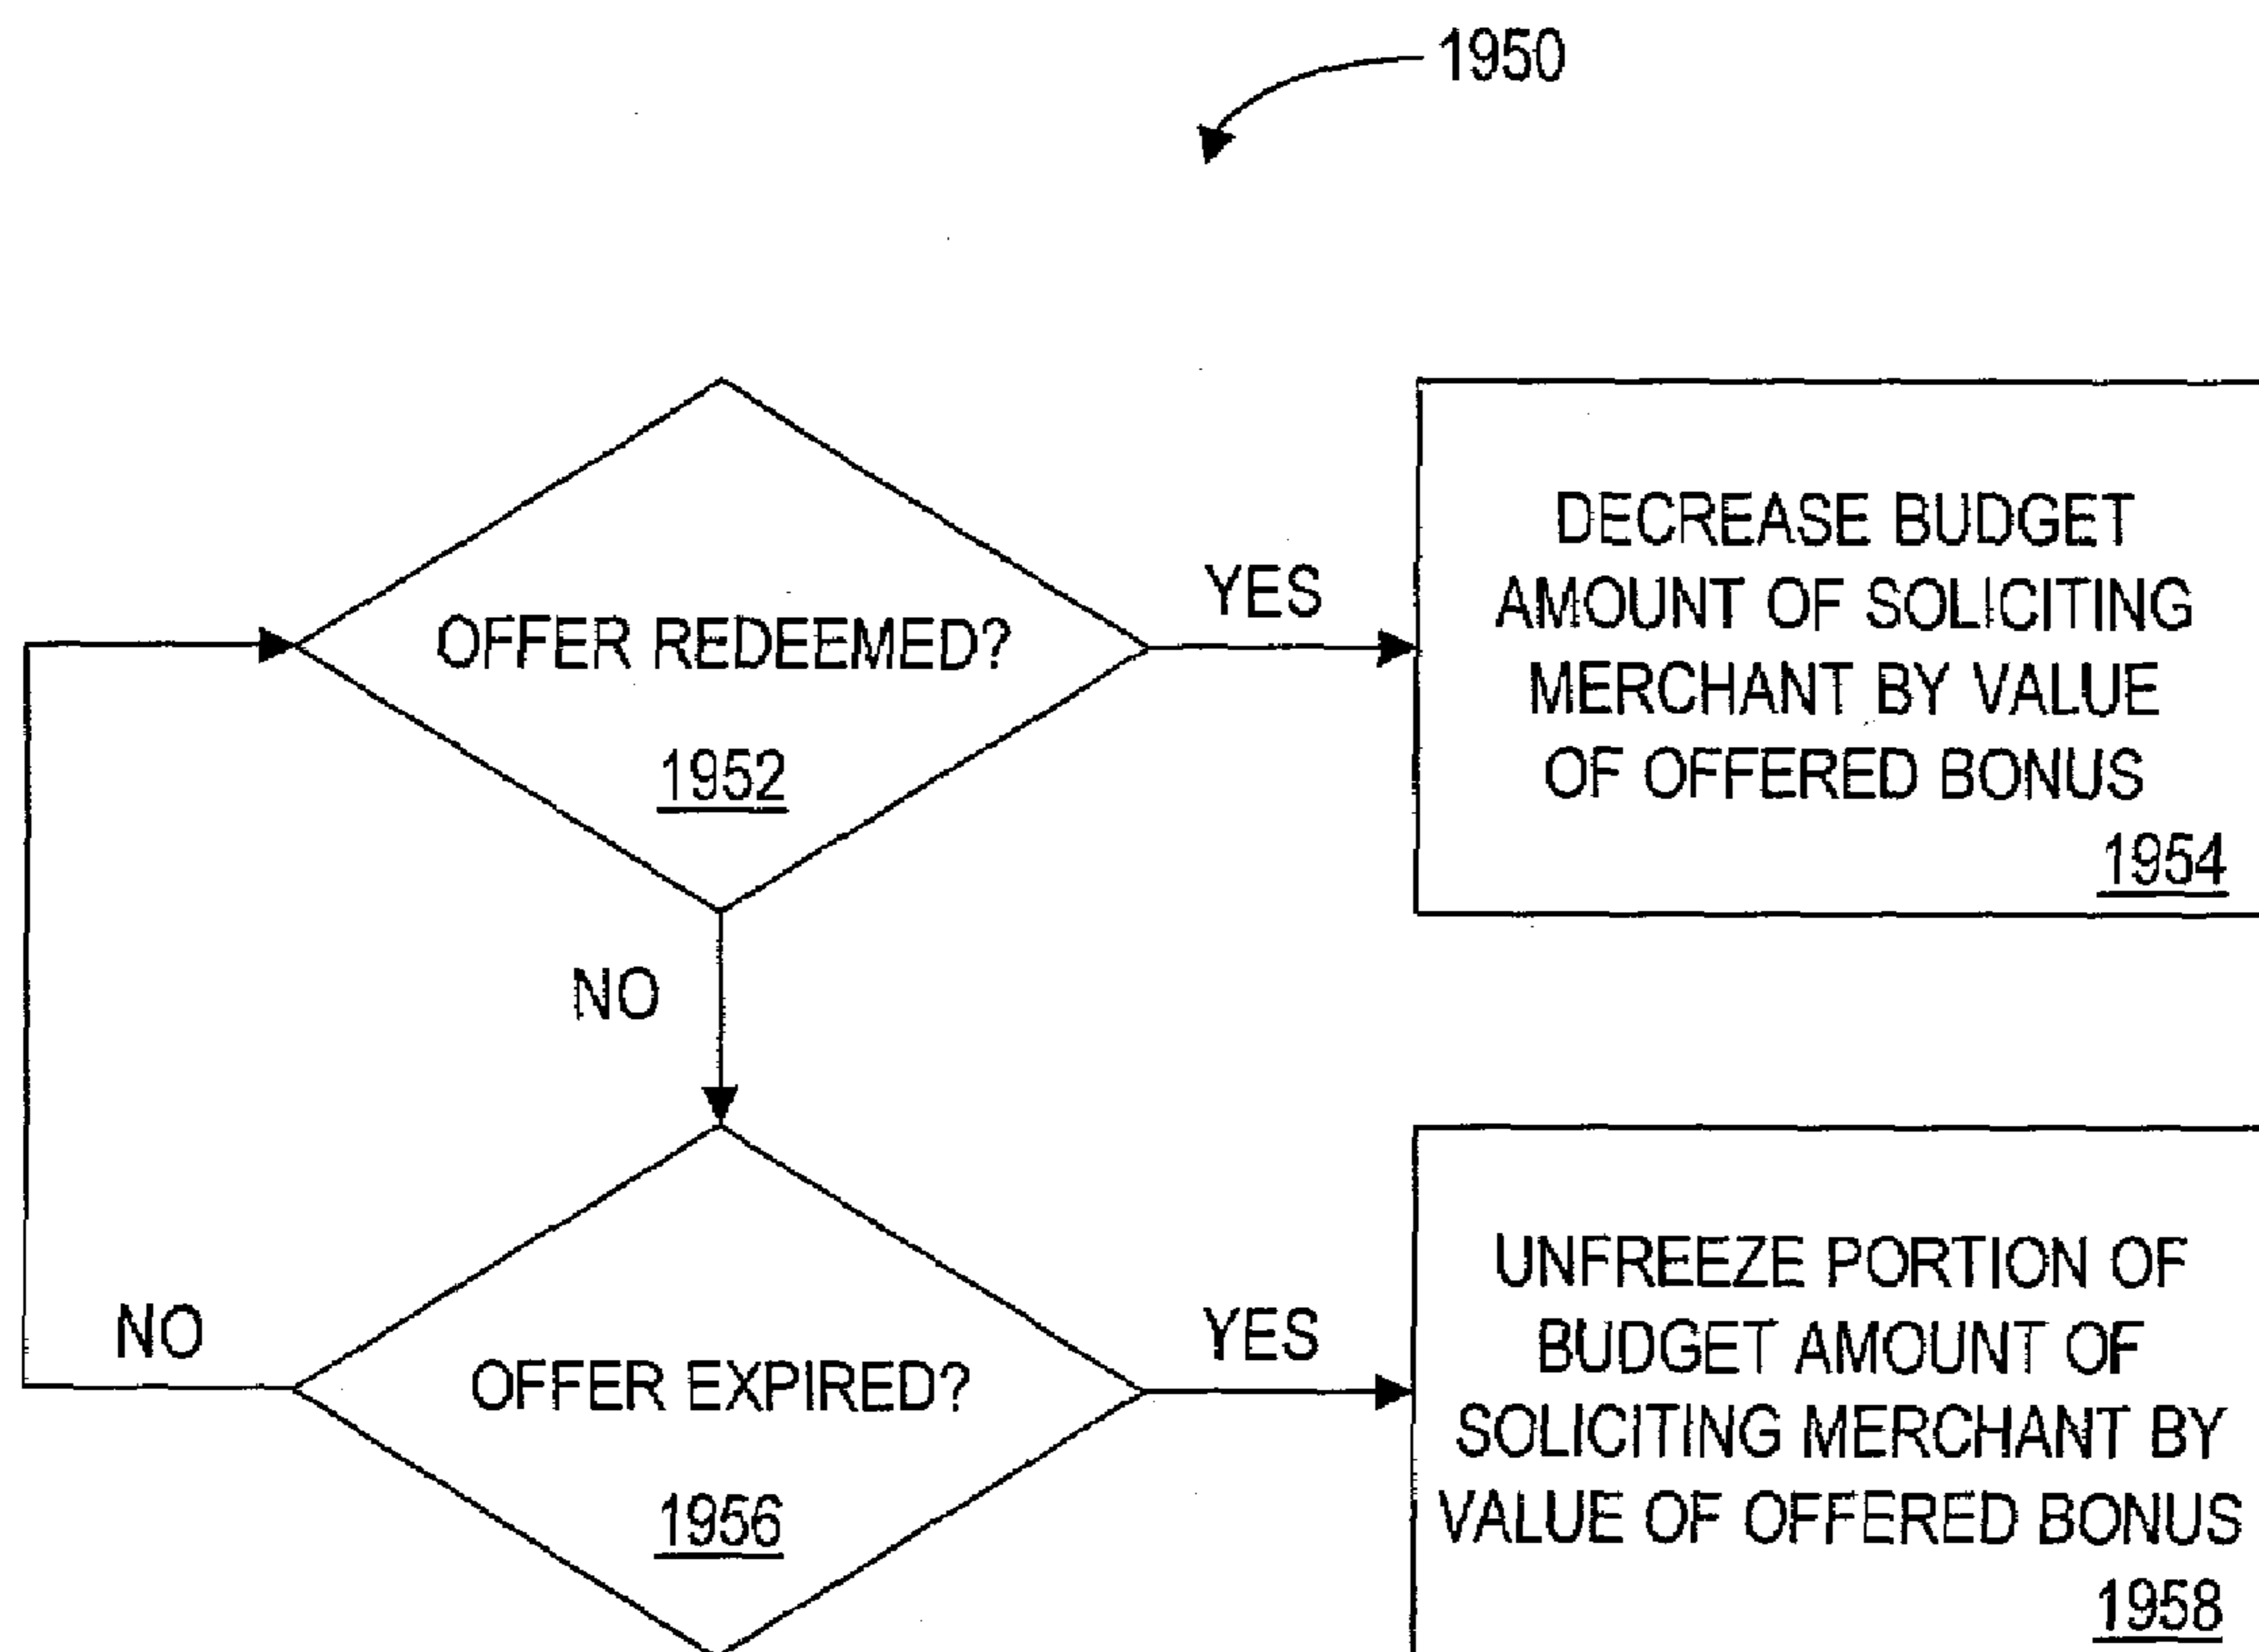 1950
OFFER REDEEMED?
1952
YES
DECREASE BUDGET
AMOUNT OF SOLICITING
MERCHANT BY VALUE
OF OFFERED BONUS
1954
NO
OFFER EXPIRED?
1956
NO
YES
UNFREEZE PORTION OF
BUDGET AMOUNT OF
SOLICITING MERCHANT BY
VALUE OF OFFERED BONUS
1958